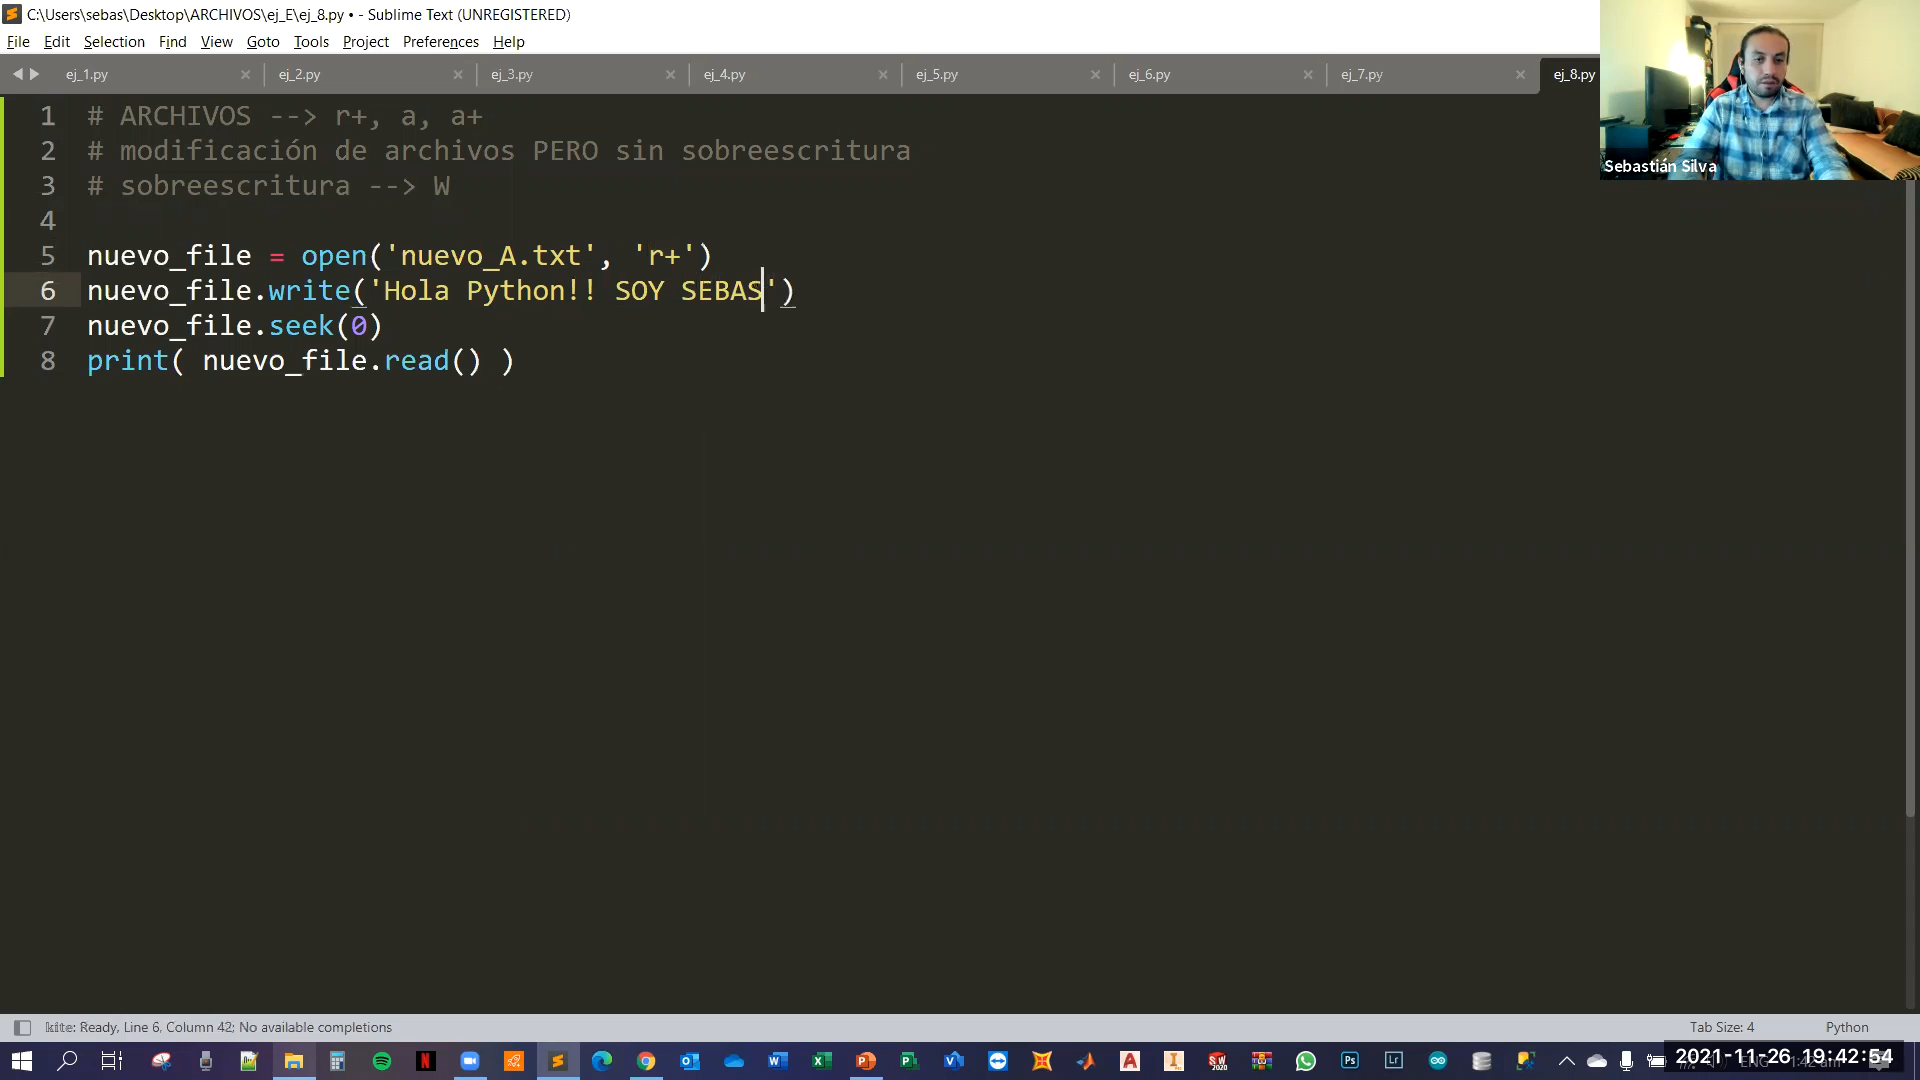 C:\Users\sebas\Desktop\ARCHIVOS\ej_E\ej_8.py • - Sublime Text (UNREGISTERED)
File Edit Selection Find View Goto Tools Project Preferences Help
ej_1.py ej_2.py ej_3.py ej_4.py ej_5.py ej_6.py ej_7.py ej_8.py
Sebastián Silva
1 # ARCHIVOS --> r+, a, a+
2 # modificación de archivos PERO sin sobreescritura
3 # sobreescritura --> W
4
5 nuevo_file = open('nuevo_A.txt', 'r+')
6 nuevo_file.write('Hola Python!! SOY SEBAS')
7 nuevo_file.seek(0)
8 print( nuevo_file.read() )
kite: Ready, Line 6, Column 42; No available completions
Tab Size: 4 Python
2021-11-26 19:42:54